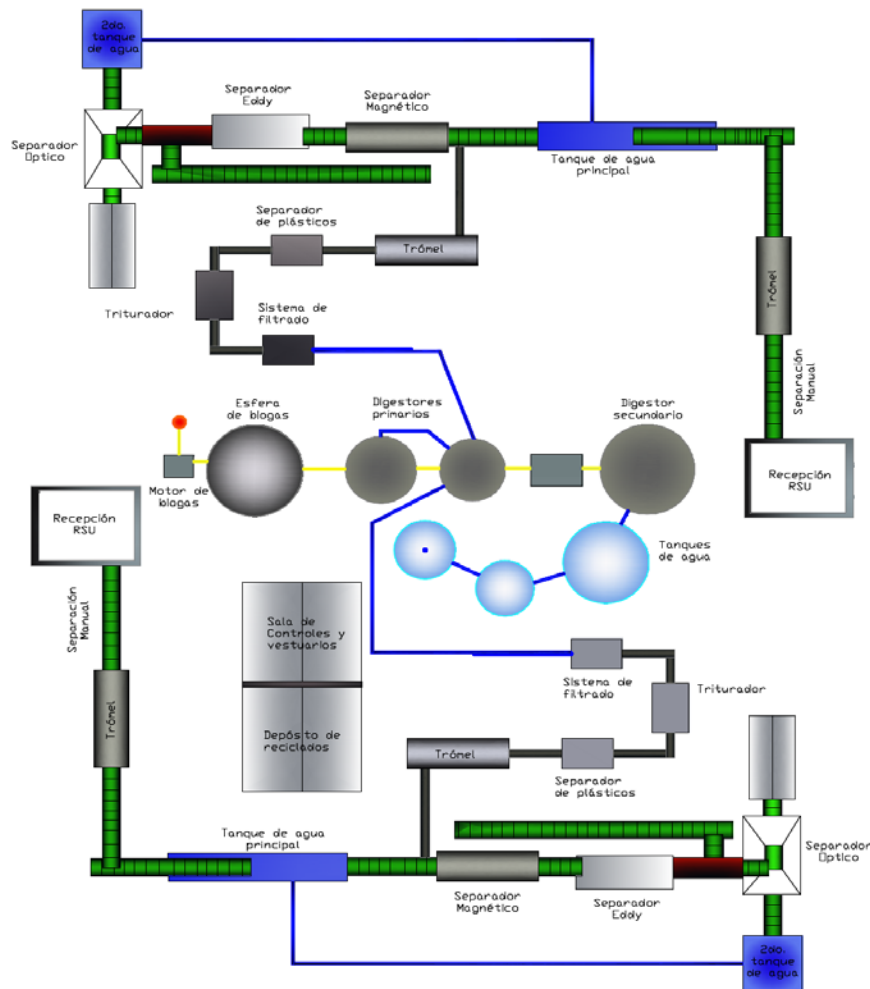 2do.
tanque
de agua
Separador
Eddy
Separador
Magnético
Separador
Optico
Tanque de agua
principal
Separador
de plásticos
Trómel
Trómel
Triturador
Sistema de
filtrado
Separación
Manual
Esfera
de biogas
Digestores
primarios
Digestor
secundario
Recepción
RSU
Motor de
biogas
Recepción
RSU
Tanques
de agua
Separación
Manual
Sala de
Controles y
vestuarios
Sistema de
filtrado
Triturador
Trómel
Depósito de
reciclados
Trómel
Separador
de plásticos
Tanque de agua
principal
Separador
Optico
Separador
Magnético
Separador
Eddy
2do.
tanque
de agua